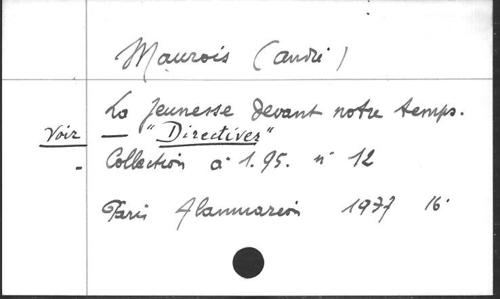 Maurois (andré)
La Jeunesse devant notre temps.
Voir — "Directives"
- Collection à 1.95. n° 12
Paris Flammarion 1937 16°